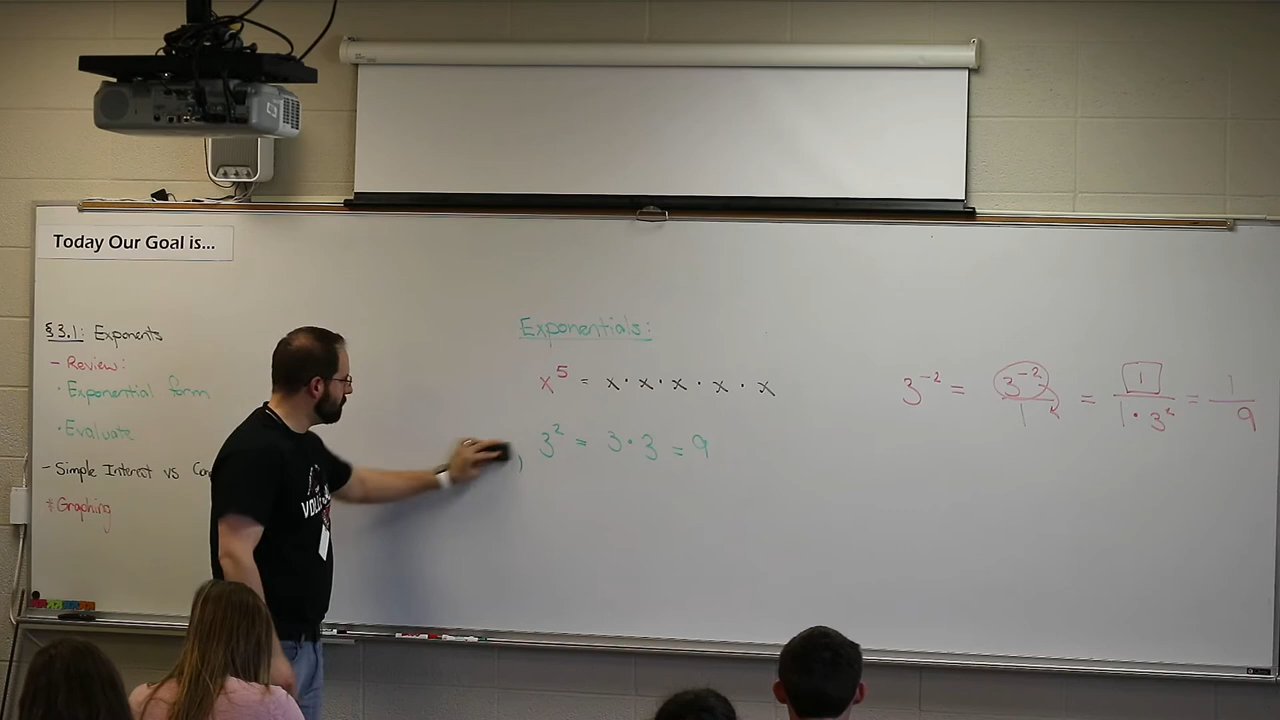 Today Our Goal is...
§3.1: Exponents
- Review:
· Exponential form
· Evaluate
- Simple Interest vs
* Graphing
Exponentials:
x⁵ = x · x · x · x · x
3² = 3 · 3 = 9
3⁻² = 3⁻²/1 = 1/1·3² = 1/9